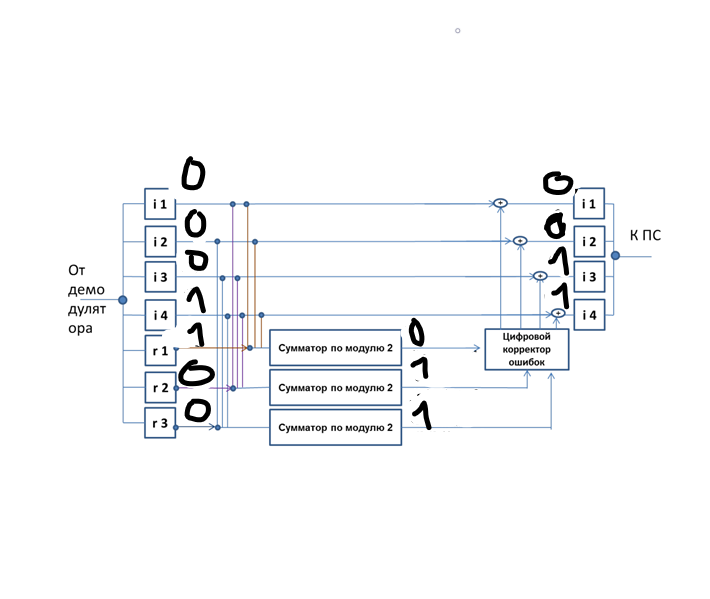 0
0
i 1
i 1
0
0
i 2
i 2
К ПС
0
1
От
демо
дулят
ора
i 3
i 3
1
1
i 4
i 4
1
0
r 1
Сумматор по модулю 2
Цифровой
корректор
ошибок
0
1
r 2
Сумматор по модулю 2
0
1
r 3
Сумматор по модулю 2